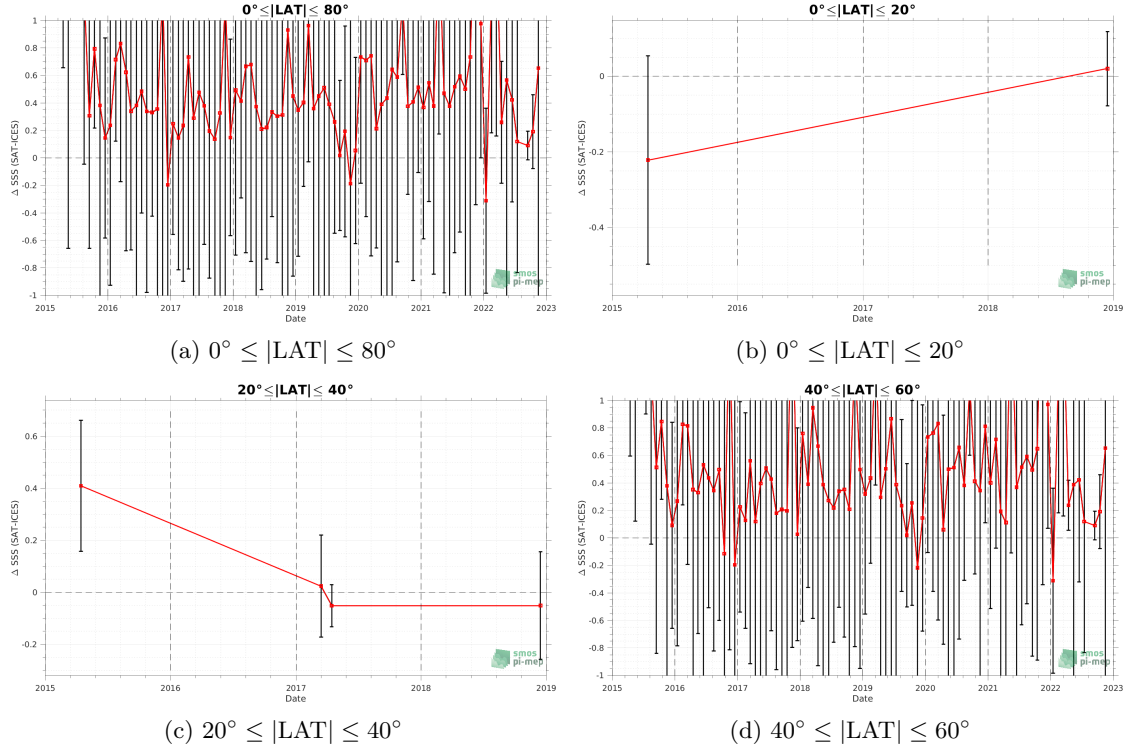 0°≤|LAT|≤ 80°
1
0.8
0.6
0.4
0.2
0
-0.2
-0.4
-0.6
-0.8
-1
Δ SSS (SAT-ICES)
2015 2016 2017 2018 2019 2020 2021 2022 2023
Date
smos
pi-mep
(a) 0° ≤ |LAT| ≤ 80°
0°≤|LAT|≤ 20°
0
-0.2
-0.4
Δ SSS (SAT-ICES)
2015 2016 2017 2018 2019
Date
smos
pi-mep
(b) 0° ≤ |LAT| ≤ 20°
20°≤|LAT|≤ 40°
0.6
0.4
0.2
0
-0.2
Δ SSS (SAT-ICES)
2015 2016 2017 2018 2019
Date
smos
pi-mep
(c) 20° ≤ |LAT| ≤ 40°
40°≤|LAT|≤ 60°
1
0.8
0.6
0.4
0.2
0
-0.2
-0.4
-0.6
-0.8
-1
Δ SSS (SAT-ICES)
2015 2016 2017 2018 2019 2020 2021 2022 2023
Date
smos
pi-mep
(d) 40° ≤ |LAT| ≤ 60°